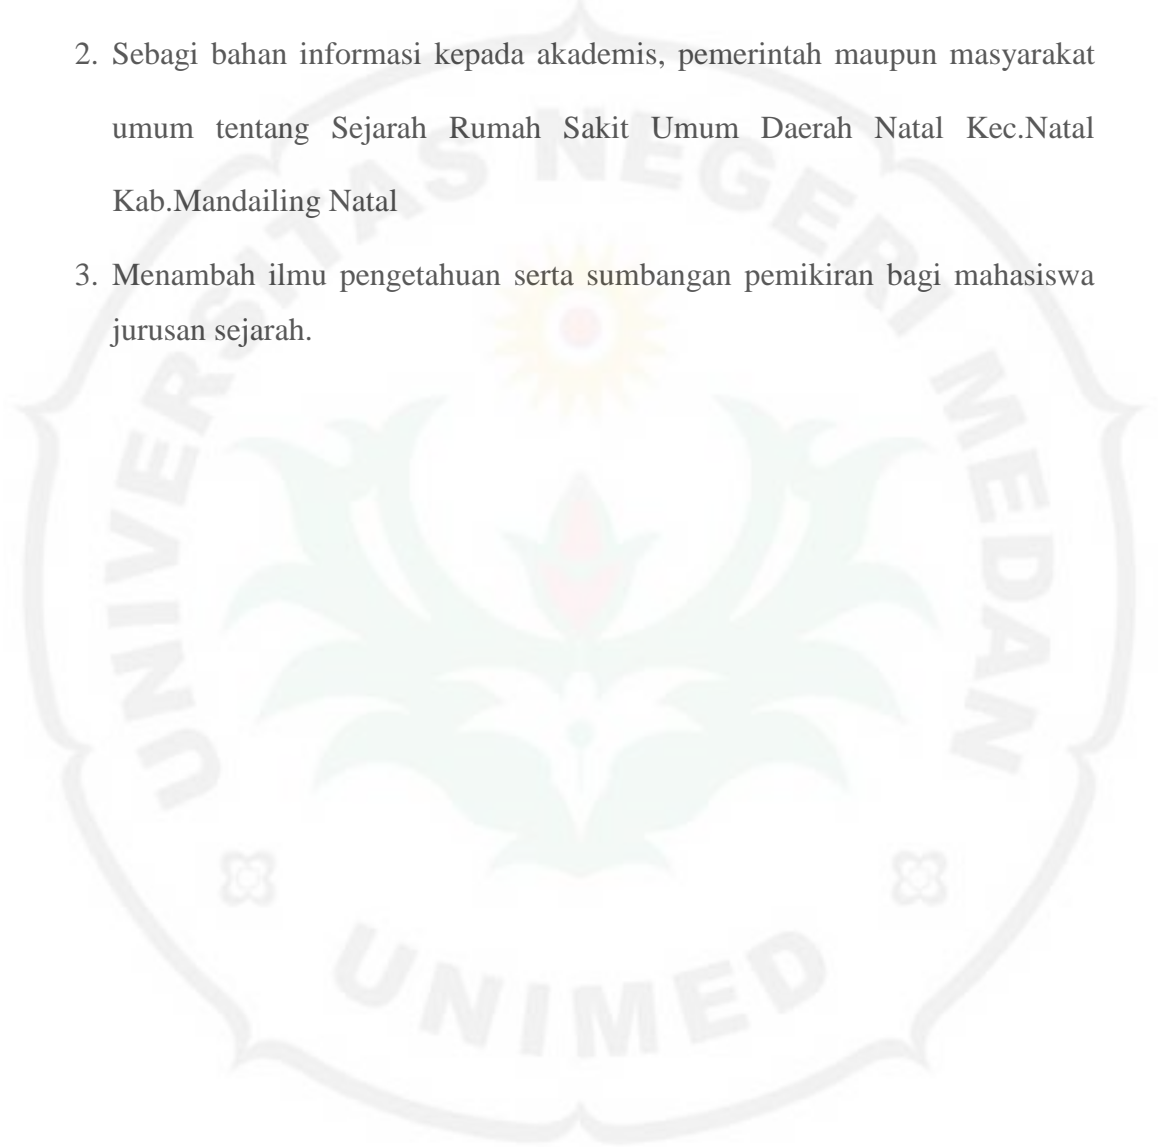 2. Sebagi bahan informasi kepada akademis, pemerintah maupun masyarakat
umum tentang Sejarah Rumah Sakit Umum Daerah Natal Kec.Natal
Kab.Mandailing Natal
3. Menambah ilmu pengetahuan serta sumbangan pemikiran bagi mahasiswa
jurusan sejarah.
UNIVERSITAS NEGERI MEDAN
UNIMED